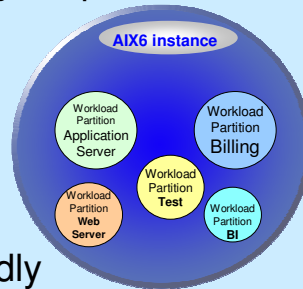 AIX6 instance
Workload
Partition
Application
Server
Workload
Partition
Billing
Workload
Partition
Test
Workload
Partition
Web
Server
Workload
Partition
BI